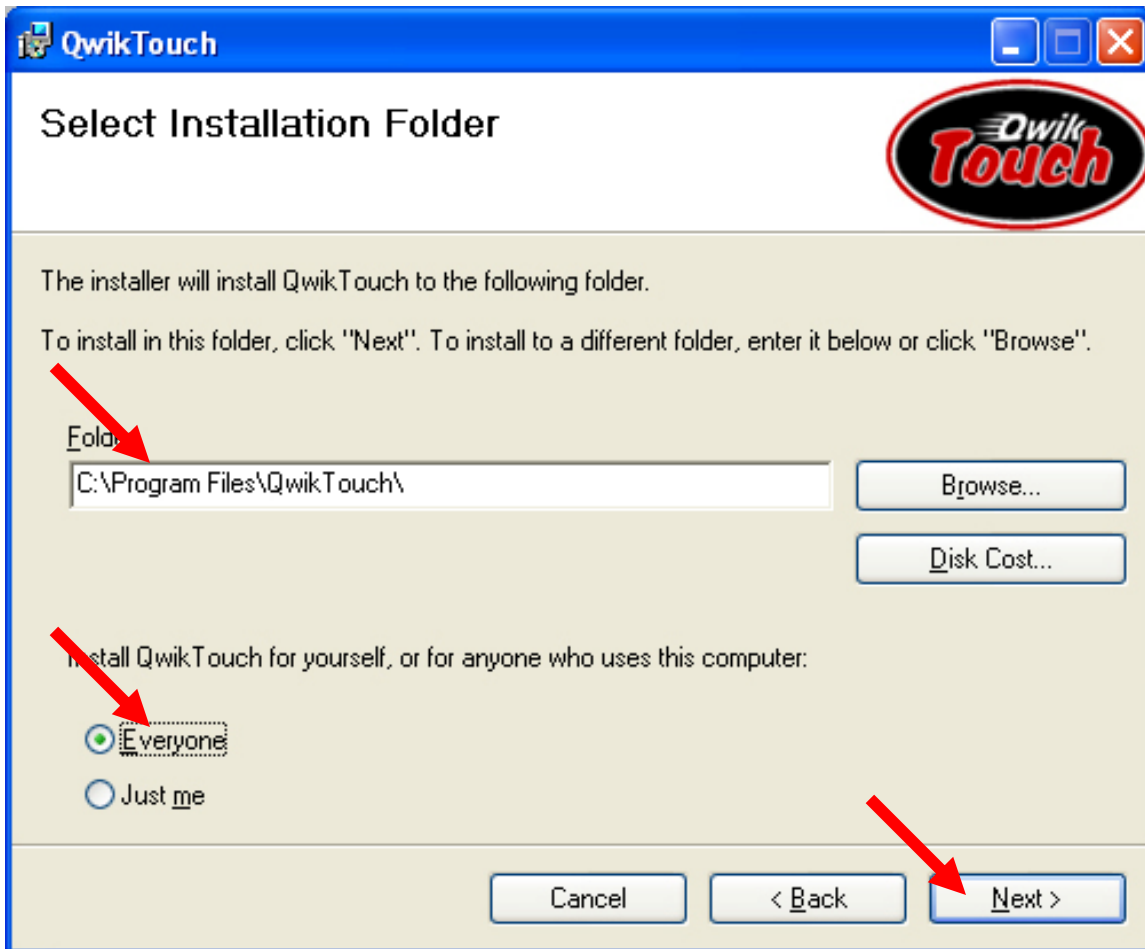 QwikTouch
Select Installation Folder
Qwik
Touch
The installer will install QwikTouch to the following folder.
To install in this folder, click "Next". To install to a different folder, enter it below or click "Browse".
C:\Program Files\QwikTouch\
Browse...
Disk Cost...
Install QwikTouch for yourself, or for anyone who uses this computer:
Everyone
Just me
Cancel
< Back
Next >